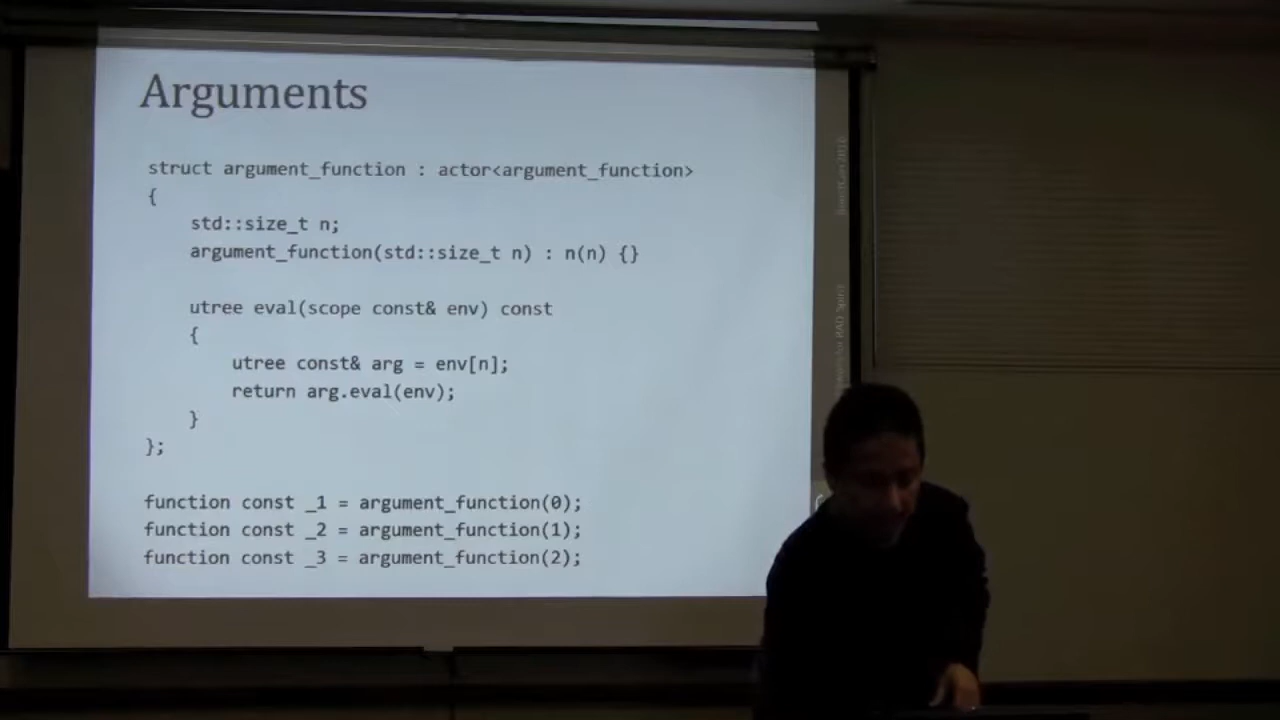 Arguments
struct argument_function : actor<argument_function>
{
std::size_t n;
argument_function(std::size_t n) : n(n) {}
utree eval(scope const& env) const
{
utree const& arg = env[n];
return arg.eval(env);
}
};
function const _1 = argument_function(0);
function const _2 = argument_function(1);
function const _3 = argument_function(2);